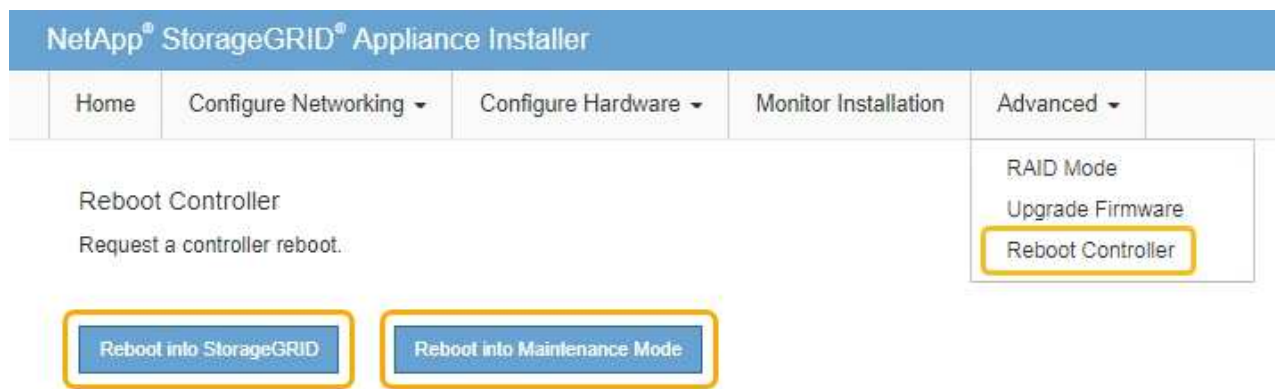 NetApp® StorageGRID® Appliance Installer
Home Configure Networking Configure Hardware Monitor Installation Advanced
RAID Mode
Upgrade Firmware
Reboot Controller
Reboot Controller
Request a controller reboot.
Reboot into StorageGRID Reboot into Maintenance Mode